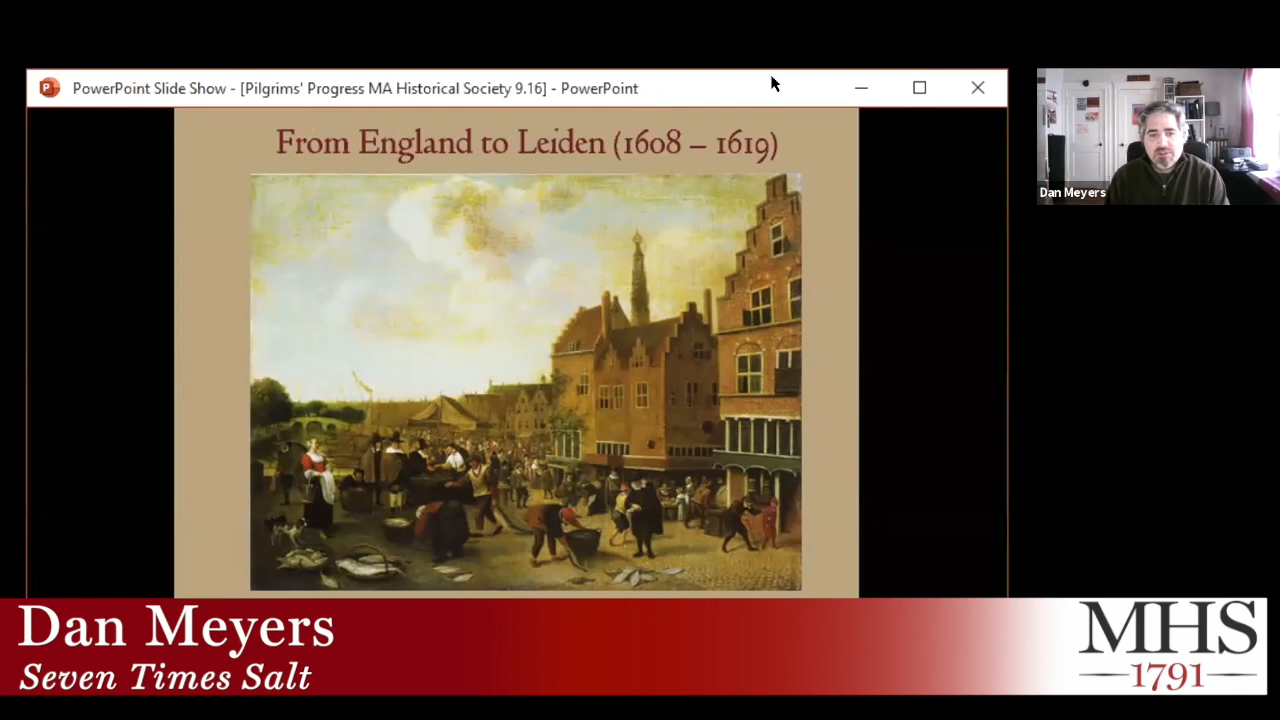 PowerPoint Slide Show - [Pilgrims' Progress MA Historical Society 9.16] - PowerPoint
From England to Leiden (1608 – 1619)
Dan Meyers
Dan Meyers
Seven Times Salt
MHS
1791